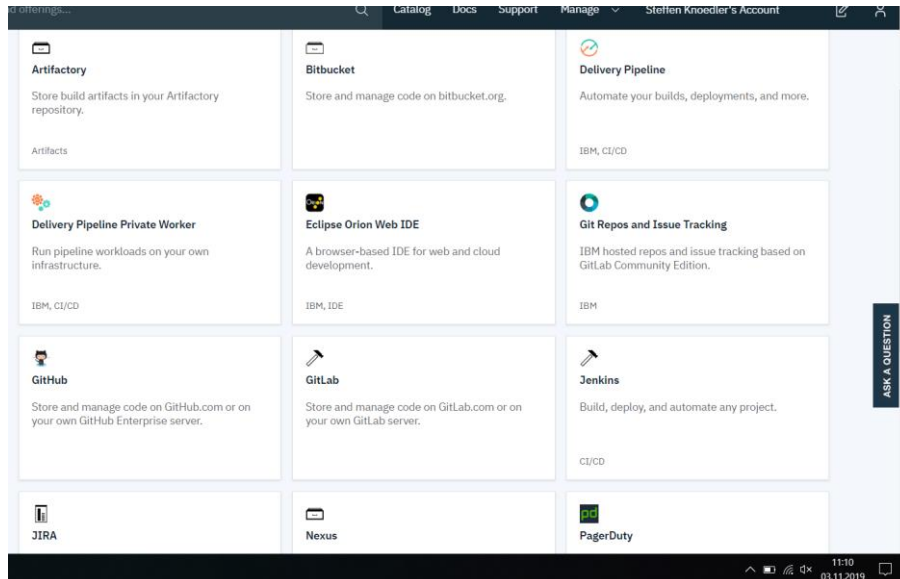 offerings... Catalog Docs Support Manage Steffen Knoedler's Account
Artifactory
Store build artifacts in your Artifactory
repository.
Artifacts
Bitbucket
Store and manage code on bitbucket.org.
Delivery Pipeline
Automate your builds, deployments, and more.
IBM, CI/CD
Delivery Pipeline Private Worker
Run pipeline workloads on your own
infrastructure.
IBM, CI/CD
Eclipse Orion Web IDE
A browser-based IDE for web and cloud
development.
IBM, IDE
Git Repos and Issue Tracking
IBM hosted repos and issue tracking based on
GitLab Community Edition.
IBM
GitHub
Store and manage code on GitHub.com or on
your own GitHub Enterprise server.
GitLab
Store and manage code on GitLab.com or on
your own GitLab server.
Jenkins
Build, deploy, and automate any project.
CI/CD
JIRA
Nexus
pd
PagerDuty
ASK A QUESTION
11:10
03.11.2019